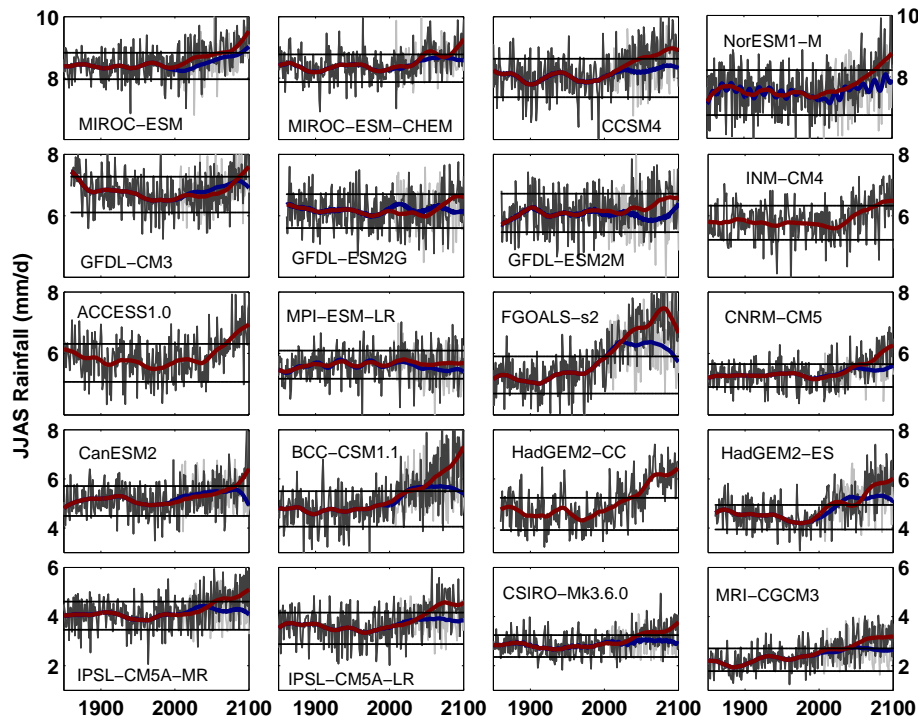 10
8
MIROC−ESM
MIROC−ESM−CHEM
CCSM4
NorESM1−M
10
8
6
8
6
GFDL−CM3
GFDL−ESM2G
GFDL−ESM2M
INM−CM4
JJAS Rainfall (mm/d)
6
ACCESS1.0
MPI−ESM−LR
FGOALS−s2
CNRM−CM5
8
6
4
6
4
CanESM2
BCC−CSM1.1
HadGEM2−CC
HadGEM2−ES
8
6
4
2
6
4
2
IPSL−CM5A−MR
IPSL−CM5A−LR
CSIRO−Mk3.6.0
MRI−CGCM3
1900 2000 2100
1900 2000 2100
1900 2000 2100
1900 2000 2100